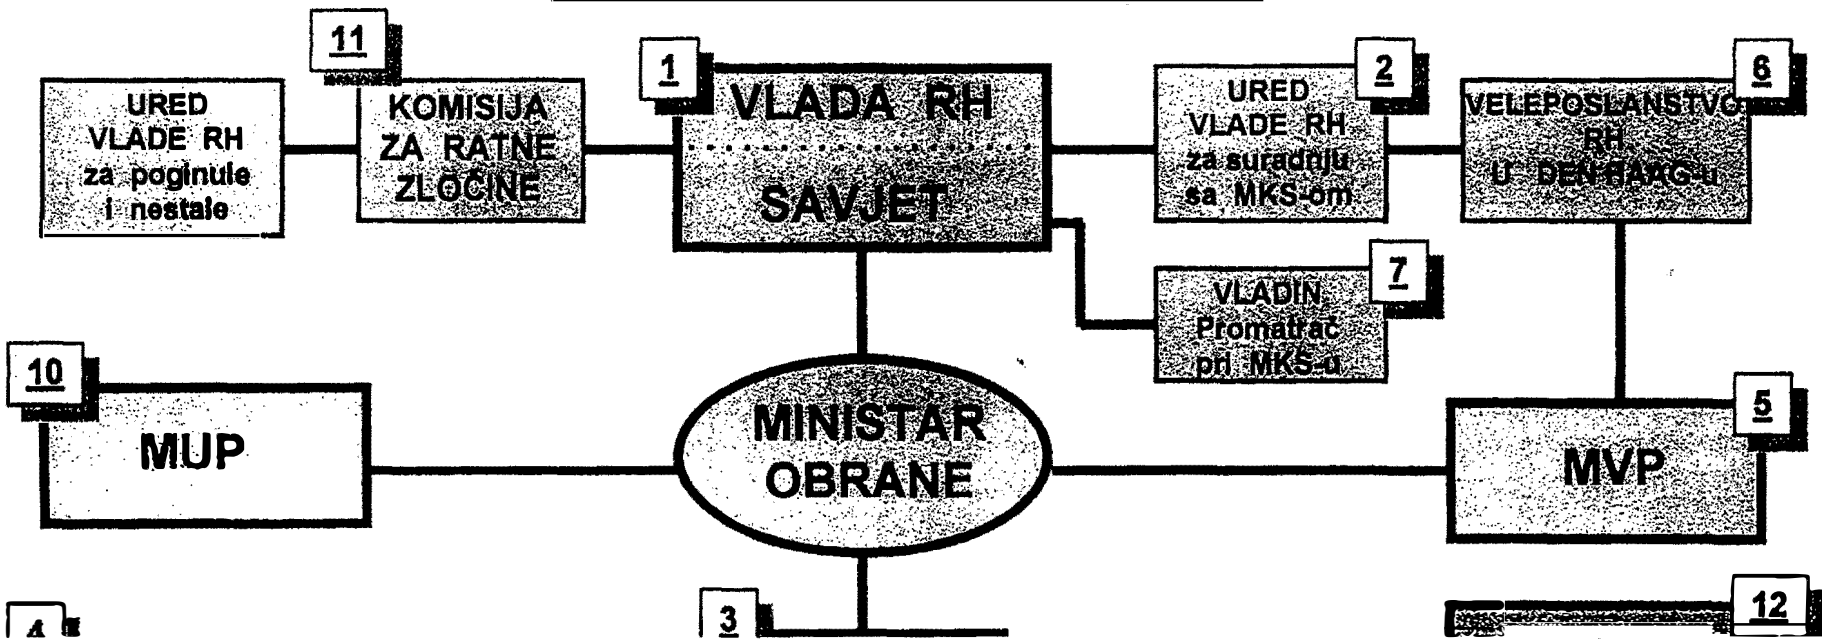 11
KOMISIJA
ZA RATNE
ZLOČINE
URED
VLADE RH
za poginule
i nestale
1
VLADA RH
SAVJET
2
URED
VLADE RH
za suradnju
sa MKS-om
6
VELEPOSLANSTVO
RH
U DEN HAAG-u
7
VLADIN
Promatrač
pri MKS-u
10
MUP
MINISTAR
OBRANE
5
MVP
A
3
12